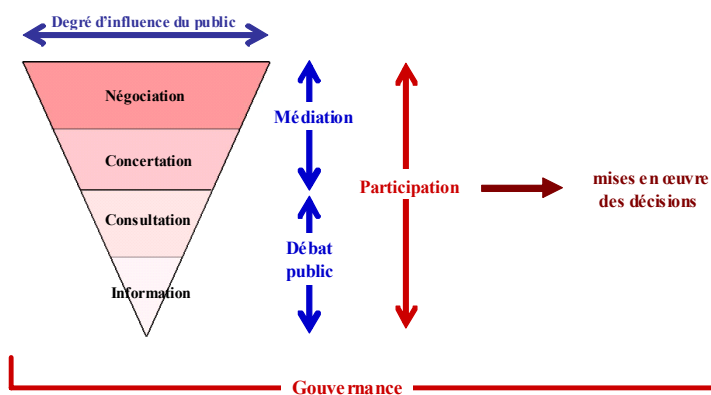 Degré d'influence du public
Négociation
Concertation
Consultation
Information
Médiation
Débat
public
Participation
mises en œuvre
des décisions
Gouvernance